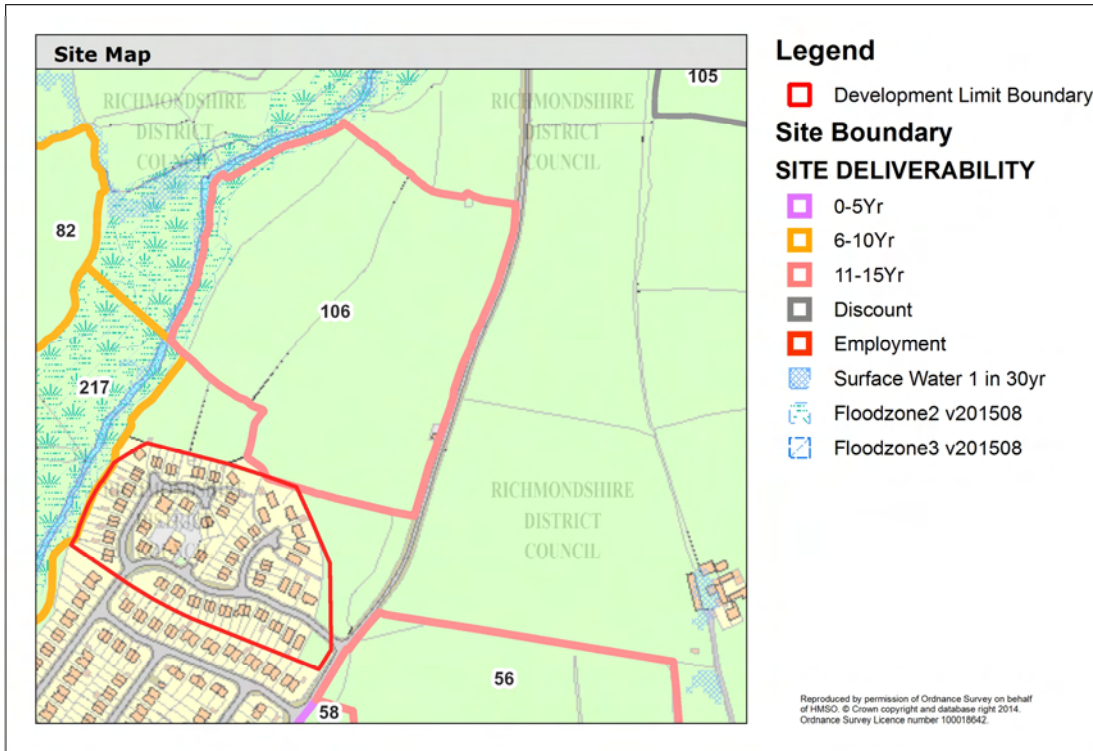 Site Map
105
RICHMONDSHIRE
DISTRICT
COUNCIL
RICHMONDSHIRE
DISTRICT
COUNCIL
82
106
217
RICHMONDSHIRE
DISTRICT
COUNCIL
RICHMONDSHIRE
DISTRICT
COUNCIL
56
58
Legend
Development Limit Boundary
Site Boundary
SITE DELIVERABILITY
0-5Yr
6-10Yr
11-15Yr
Discount
Employment
Surface Water 1 in 30yr
Floodzone2 v201508
Floodzone3 v201508
Reproduced by permission of Ordnance Survey on behalf
of HMSO. © Crown copyright and database right 2014.
Ordnance Survey Licence number 100018642.